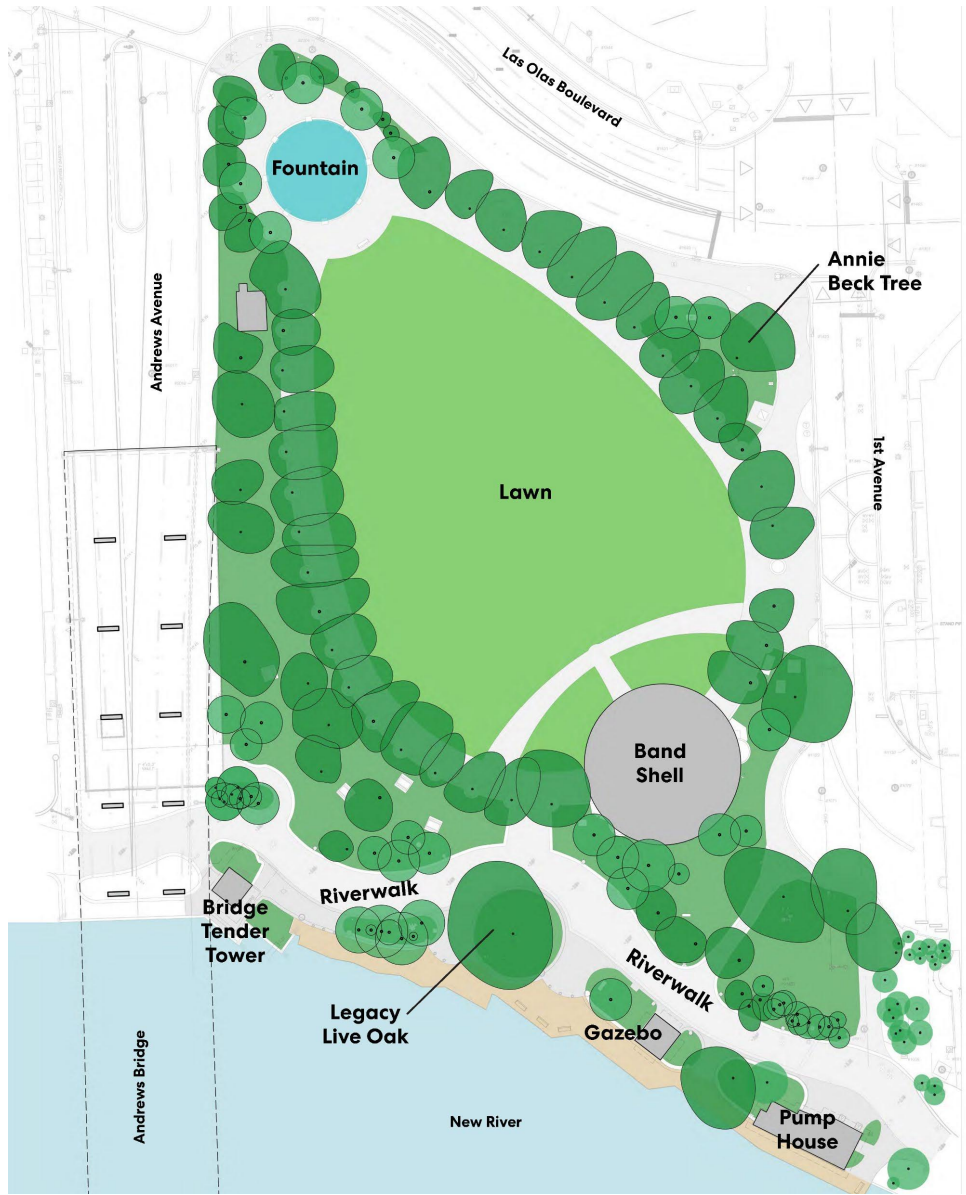 Las Olas Boulevard
Fountain
Annie
Beck Tree
Andrews Avenue
1st Avenue
Lawn
Band
Shell
Riverwalk
Bridge
Tender
Tower
Riverwalk
Legacy
Live Oak
Gazebo
Andrews Bridge
New River
Pump
House